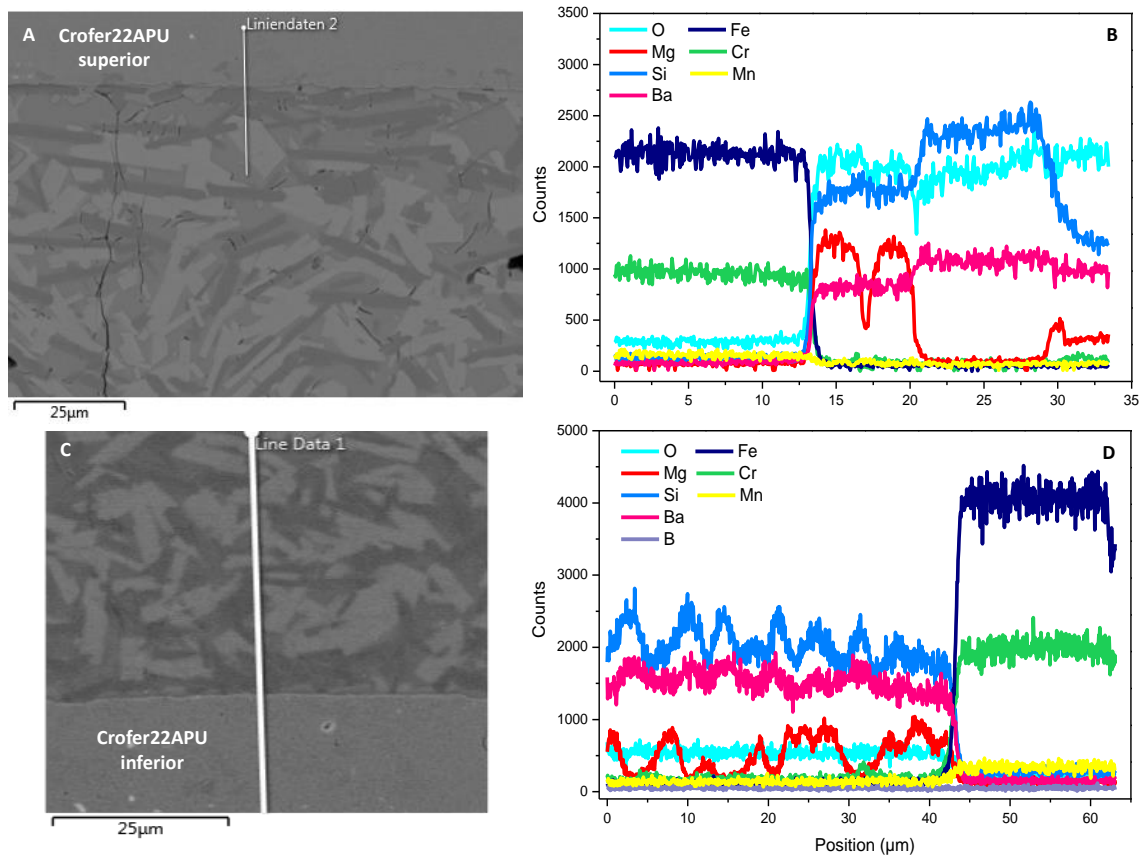 A
Crofer22APU
superior
Liniendaten 2
25µm
B
O Fe
Mg Cr
Si Mn
Ba
Counts
3500
3000
2500
2000
1500
1000
500
0
0 5 10 15 20 25 30 35
C
Line Data 1
Crofer22APU
inferior
25µm
D
O Fe
Mg Cr
Si Mn
Ba
B
Counts
5000
4000
3000
2000
1000
0
0 10 20 30 40 50 60
Position (µm)